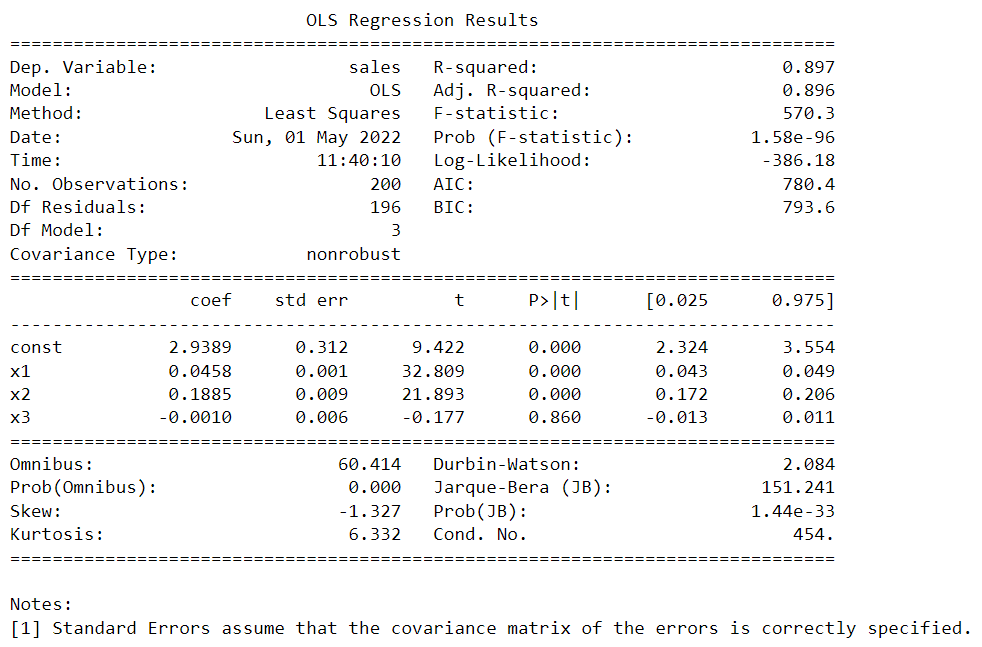 OLS Regression Results
==============================================================================
Dep. Variable:                  sales   R-squared:                       0.897
Model:                            OLS   Adj. R-squared:                  0.896
Method:                 Least Squares   F-statistic:                     570.3
Date:                Sun, 01 May 2022   Prob (F-statistic):           1.58e-96
Time:                        11:40:10   Log-Likelihood:                -386.18
No. Observations:                 200   AIC:                             780.4
Df Residuals:                     196   BIC:                             793.6
Df Model:                           3
Covariance Type:            nonrobust
==============================================================================
                 coef    std err          t      P>|t|      [0.025      0.975]
------------------------------------------------------------------------------
const          2.9389      0.312      9.422      0.000       2.324       3.554
x1             0.0458      0.001     32.809      0.000       0.043       0.049
x2             0.1885      0.009     21.893      0.000       0.172       0.206
x3            -0.0010      0.006     -0.177      0.860      -0.013       0.011
==============================================================================
Omnibus:                       60.414   Durbin-Watson:                   2.084
Prob(Omnibus):                  0.000   Jarque-Bera (JB):              151.241
Skew:                          -1.327   Prob(JB):                     1.44e-33
Kurtosis:                       6.332   Cond. No.                         454.
==============================================================================
Notes:
[1] Standard Errors assume that the covariance matrix of the errors is correctly specified.